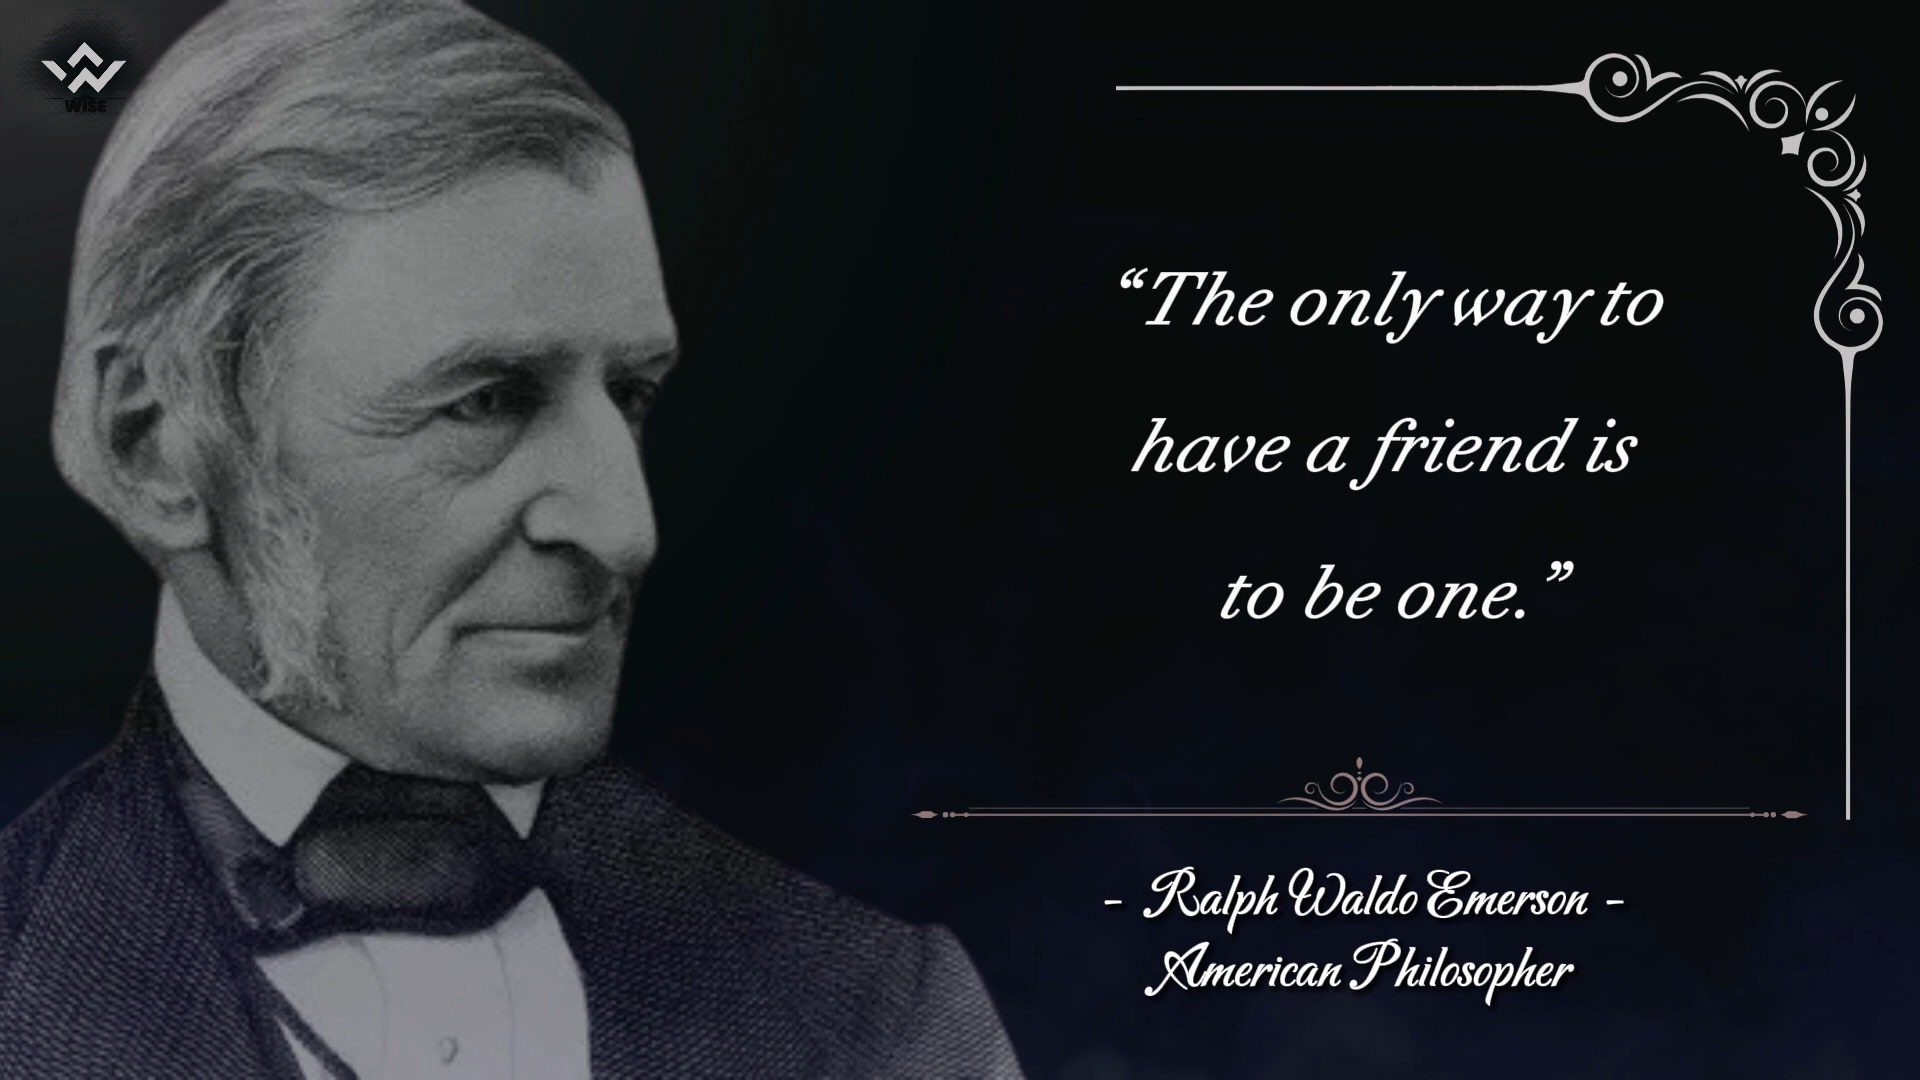 WISE
“The only way to
have a friend is
to be one.”
- Ralph Waldo Emerson -
American Philosopher